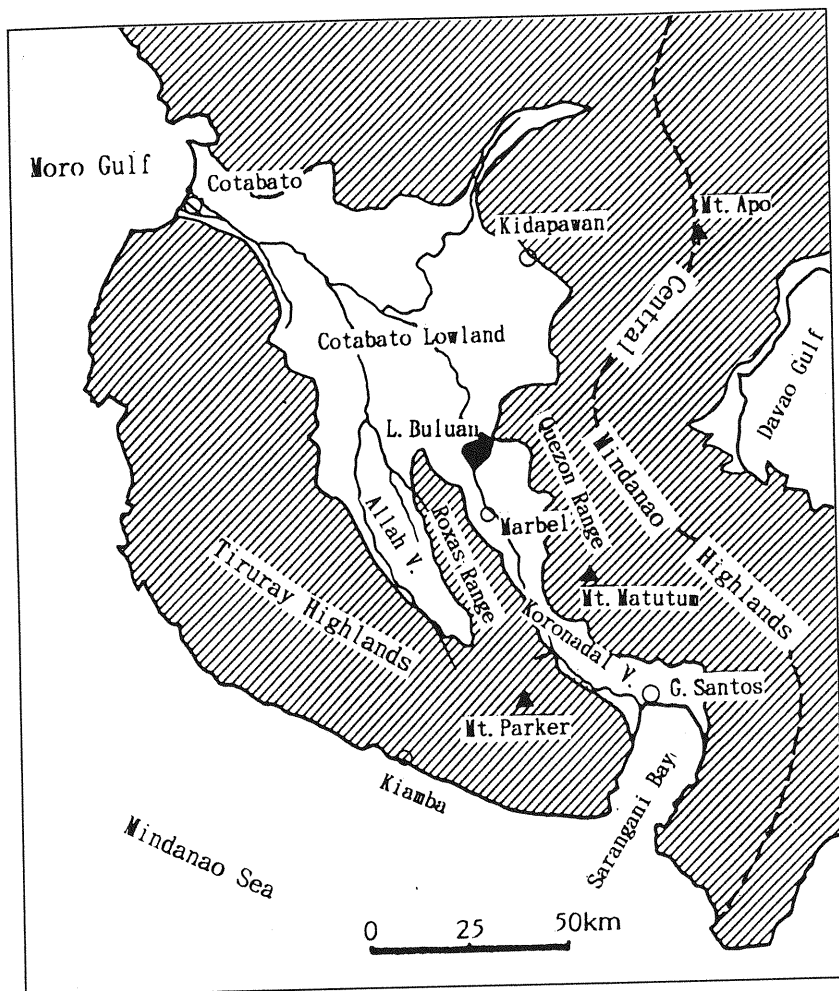 Moro Gulf
Cotabato
Mt. Apo
Kidapawan
Central
Cotabato Lowland
Davao Gulf
L. Buluan
Quezon Range
Mindanao
Marbel
Allah V.
Roxas Range
Tiruray Highlands
Highlands
Mt. Matutum
Koronadal V.
G. Santos
Mt. Parker
Kiamba
Sarangani Bay
Mindanao Sea
0 25 50km